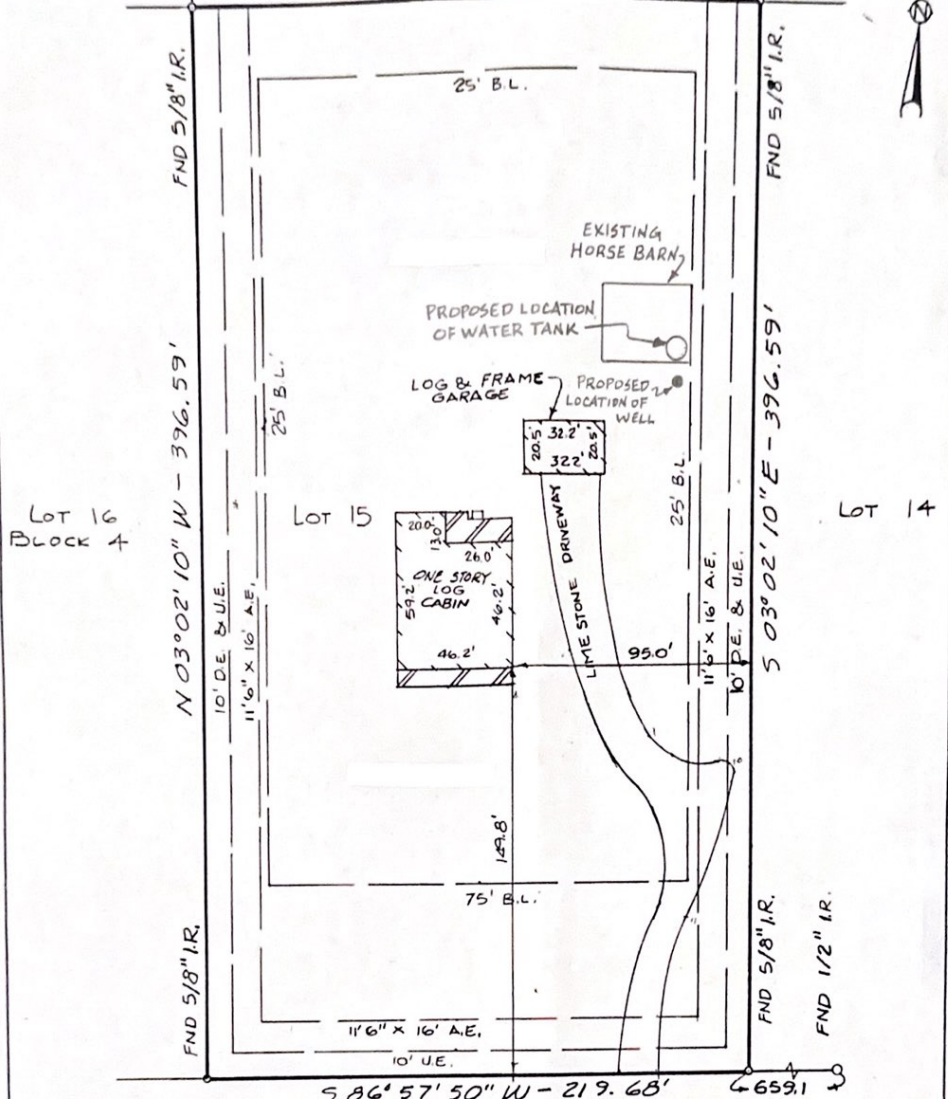 N
FND 5/8" I.R.
FND 5/8" I.R.
25' B.L.
EXISTING
HORSE BARN
PROPOSED LOCATION
OF WATER TANK
LOG & FRAME
GARAGE
PROPOSED
LOCATION OF
WELL
25' B.L.
N 03°02'10" W - 396.59'
S 03°02'10" E - 396.59'
20.5'
32.2'
20.5'
32.2'
LOT 16
BLOCK 4
LOT 15
LOT 14
25' B.L.
20.0'
13.0'
26.0'
ONE STORY
LOG
CABIN
59.2'
46.2'
46.2'
LIME STONE DRIVEWAY
95.0'
10' D.E. & U.E.
11'6" X 16' A.E.
11'6" X 16' A.E.
10' D.E. & U.E.
149.8'
75' B.L.
FND 5/8" I.R.
FND 5/8" I.R.
FND 1/2" I.R.
11'6" X 16' A.E.
10' U.E.
S 86°57'50" W - 219.68'
659.1